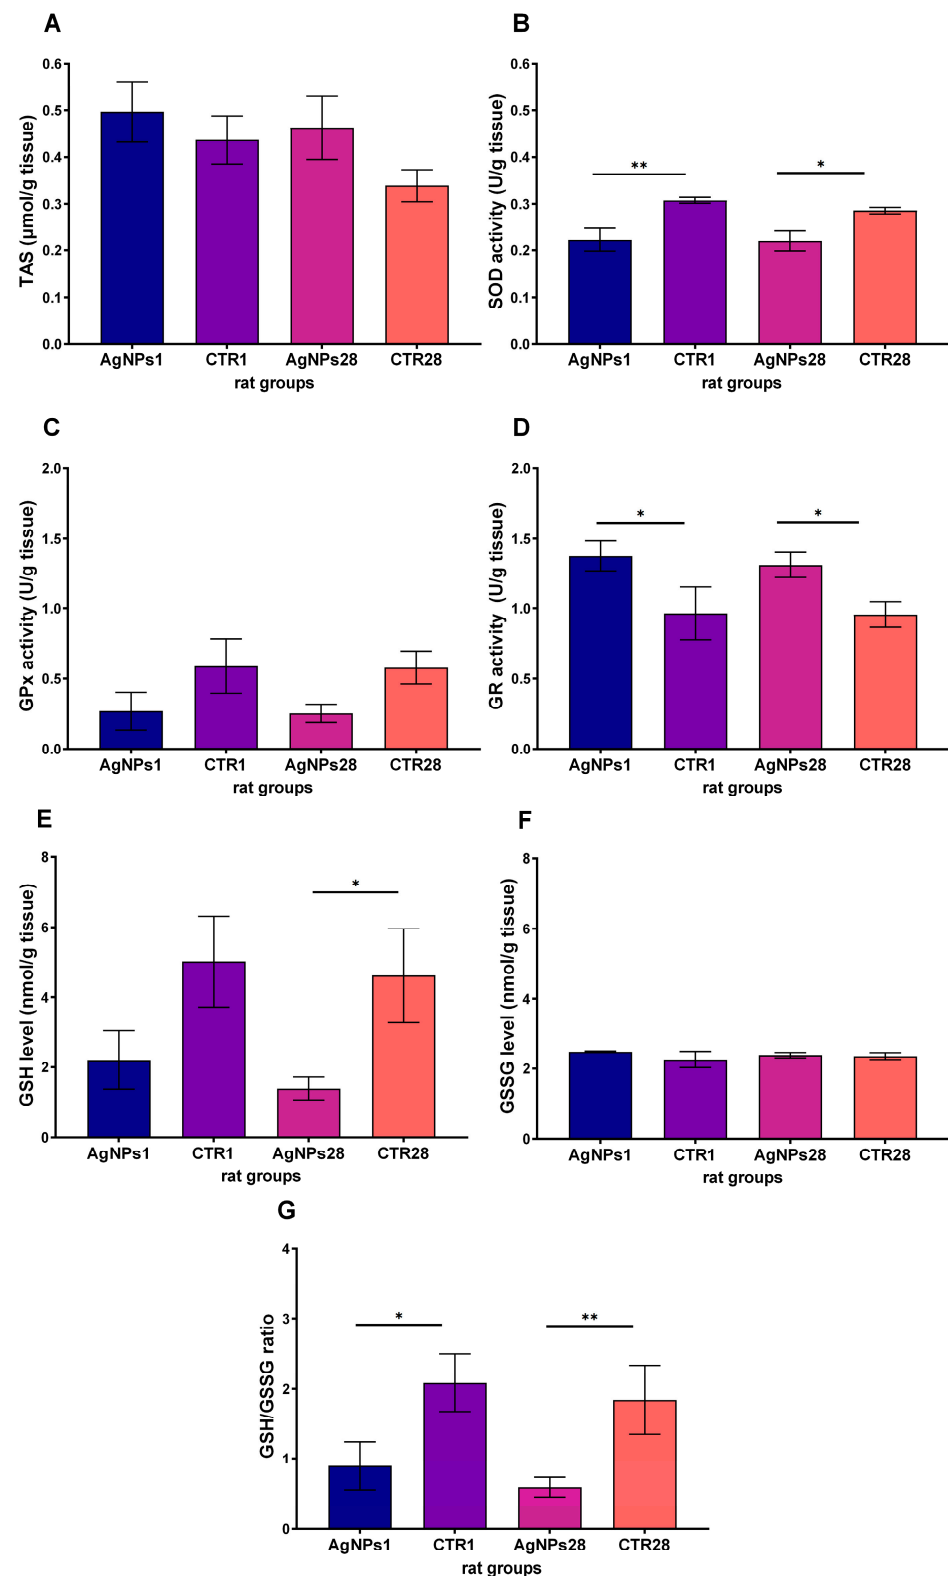 A
TAS (µmol/g tissue)
0.6
0.5
0.4
0.3
0.2
0.1
0.0
AgNPs1 CTR1 AgNPs28 CTR28
rat groups
B
SOD activity (U/g tissue)
0.6
0.5
0.4
0.3
0.2
0.1
0.0
** *
AgNPs1 CTR1 AgNPs28 CTR28
rat groups
C
GPx activity (U/g tissue)
2.0
1.5
1.0
0.5
0.0
AgNPs1 CTR1 AgNPs28 CTR28
rat groups
D
GR activity (U/g tissue)
2.0
1.5
1.0
0.5
0.0
* *
AgNPs1 CTR1 AgNPs28 CTR28
rat groups
E
GSH level (nmol/g tissue)
8
6
4
2
0
*
AgNPs1 CTR1 AgNPs28 CTR28
rat groups
F
GSSG level (nmol/g tissue)
8
6
4
2
0
AgNPs1 CTR1 AgNPs28 CTR28
rat groups
G
GSH/GSSG ratio
4
3
2
1
0
* **
AgNPs1 CTR1 AgNPs28 CTR28
rat groups